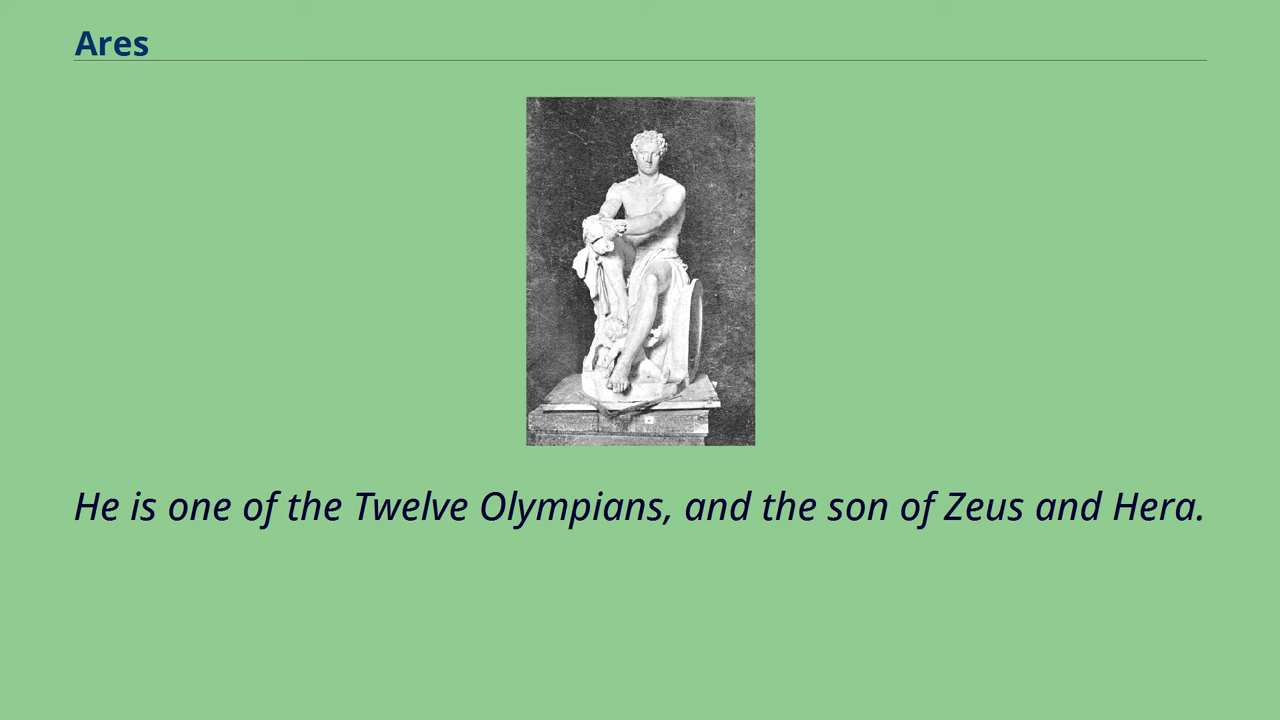 Ares
He is one of the Twelve Olympians, and the son of Zeus and Hera.